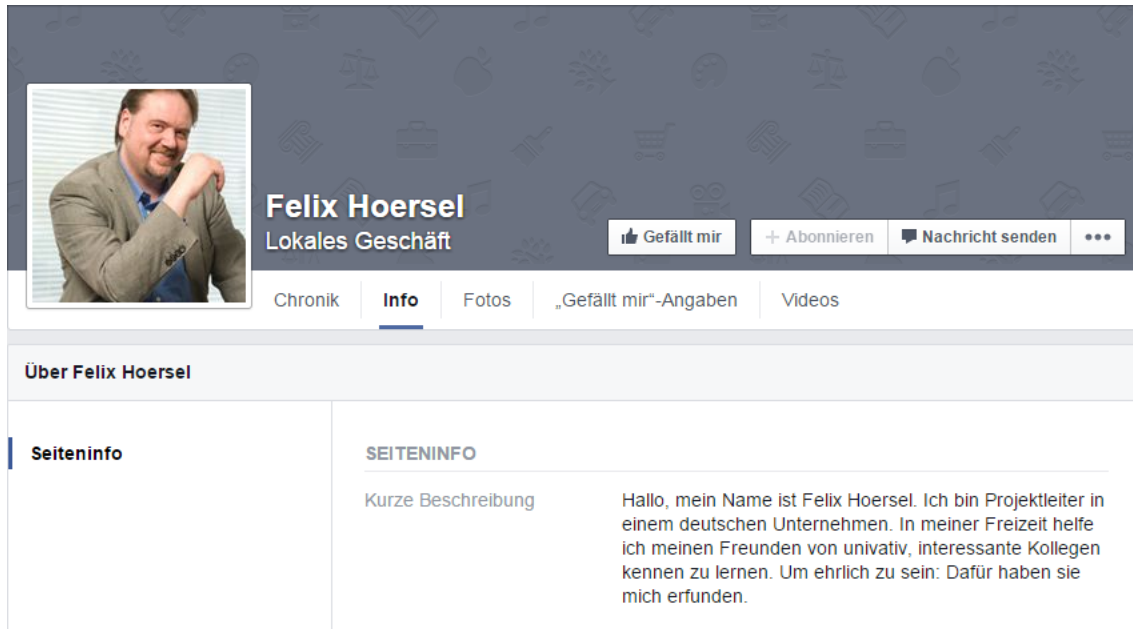 Felix Hoersel
Lokales Geschäft
Gefällt mir
+ Abonnieren
Nachricht senden
Chronik
Info
Fotos
„Gefällt mir“-Angaben
Videos
Über Felix Hoersel
Seiteninfo
SEITENINFO
Kurze Beschreibung
Hallo, mein Name ist Felix Hoersel. Ich bin Projektleiter in
einem deutschen Unternehmen. In meiner Freizeit helfe
ich meinen Freunden von univativ, interessante Kollegen
kennen zu lernen. Um ehrlich zu sein: Dafür haben sie
mich erfunden.